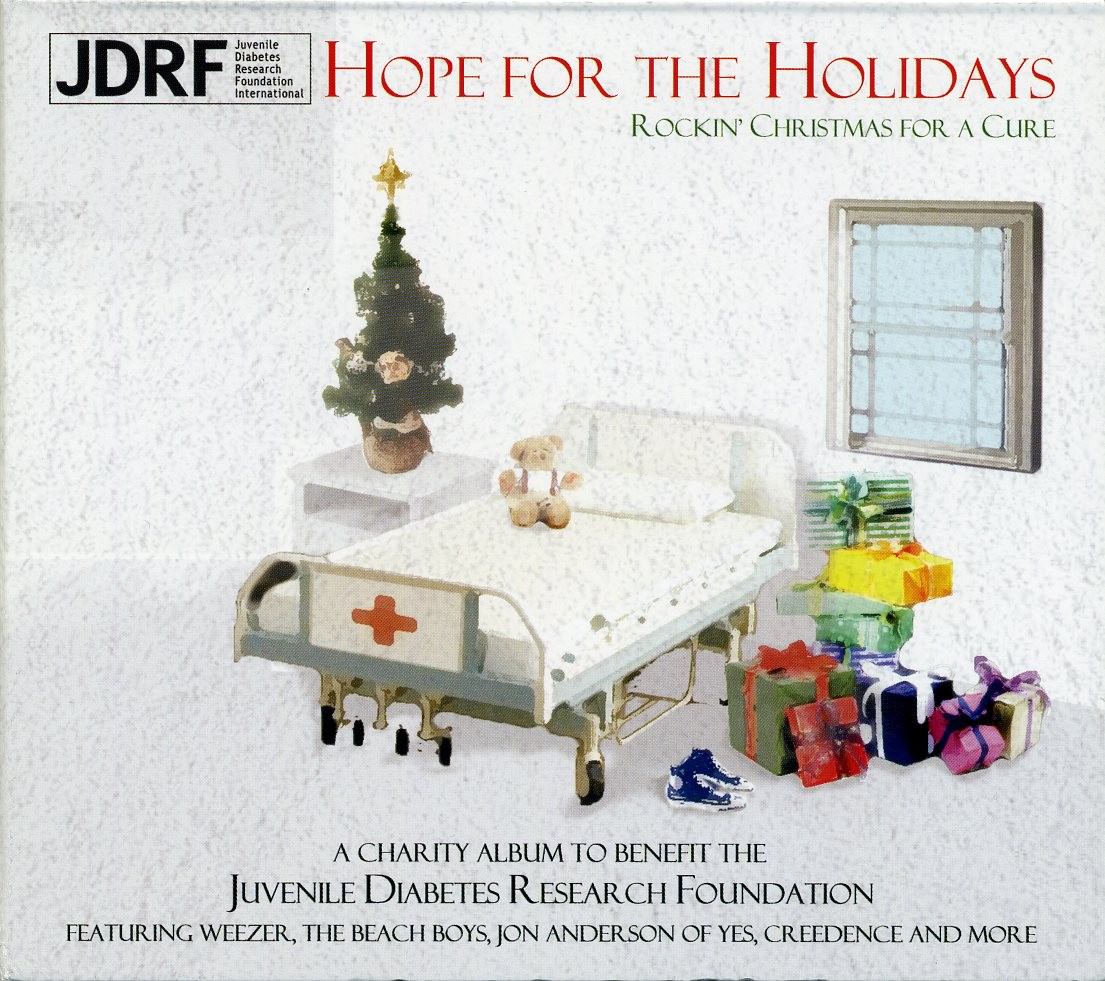 JDRF
Juvenile
Diabetes
Research
Foundation
International
HOPE FOR THE HOLIDAYS
ROCKIN' CHRISTMAS FOR A CURE
A CHARITY ALBUM TO BENEFIT THE
JUVENILE DIABETES RESEARCH FOUNDATION
FEATURING WEEZER, THE BEACH BOYS, JON ANDERSON OF YES, CREEDENCE AND MORE